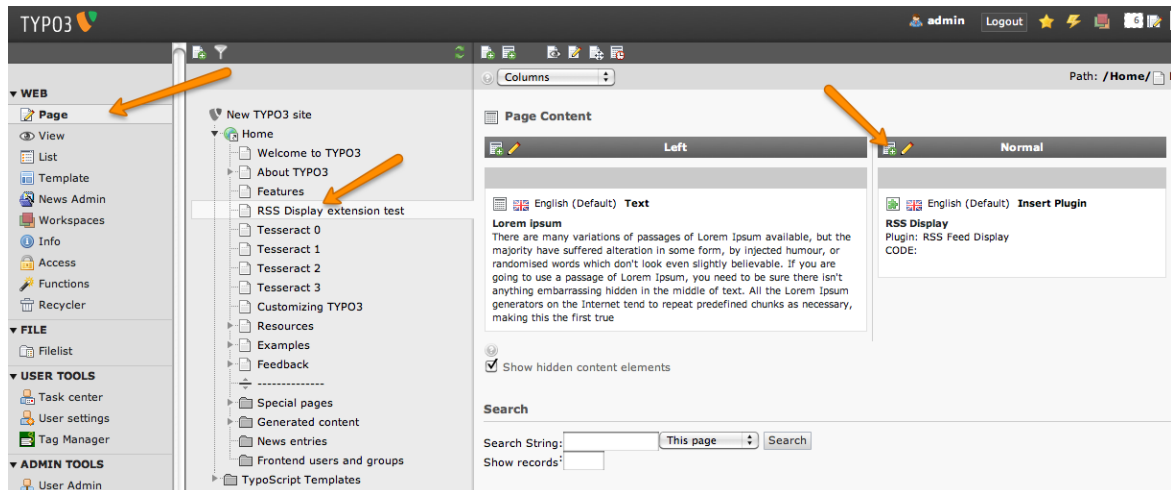 TYPO3
admin
Logout
6
Columns
Path: /Home/
WEB
Page
View
List
Template
News Admin
Workspaces
Info
Access
Functions
Recycler
FILE
Filelist
USER TOOLS
Task center
User settings
Tag Manager
ADMIN TOOLS
User Admin
New TYPO3 site
Home
Welcome to TYPO3
About TYPO3
Features
RSS Display extension test
Tesseract 0
Tesseract 1
Tesseract 2
Tesseract 3
Customizing TYPO3
Resources
Examples
Feedback
--------------
Special pages
Generated content
News entries
Frontend users and groups
TypoScript Templates
Page Content
Left
English (Default) Text
Lorem ipsum
There are many variations of passages of Lorem Ipsum available, but the
majority have suffered alteration in some form, by injected humour, or
randomised words which don't look even slightly believable. If you are
going to use a passage of Lorem Ipsum, you need to be sure there isn't
anything embarrassing hidden in the middle of text. All the Lorem Ipsum
generators on the Internet tend to repeat predefined chunks as necessary,
making this the first true
Normal
English (Default) Insert Plugin
RSS Display
Plugin: RSS Feed Display
CODE:
Show hidden content elements
Search
Search String:
This page
Search
Show records: